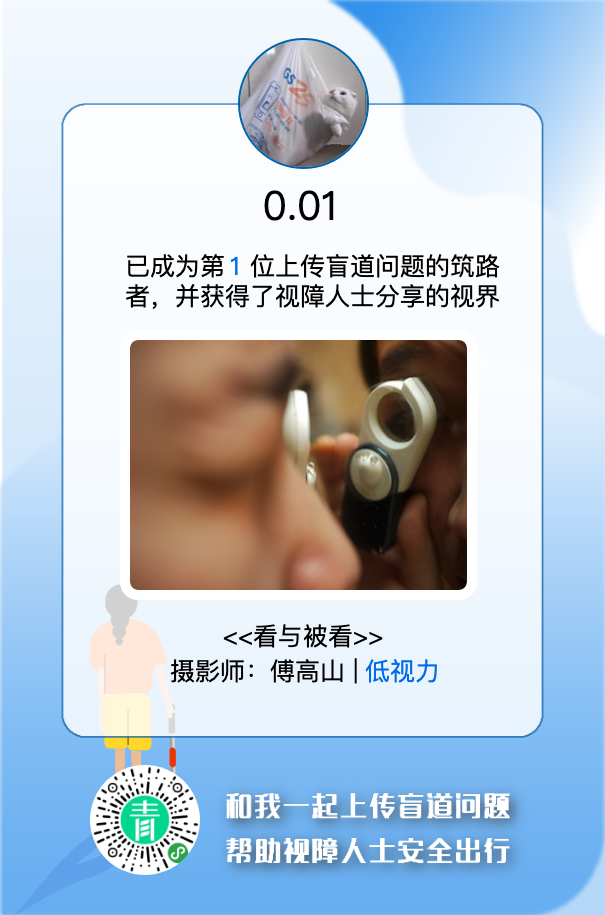 GS
25
0.01
已成为第1位上传盲道问题的筑路
者，并获得了视障人士分享的视界
<<看与被看>>
摄影师：傅高山 | 低视力
青
和我一起上传盲道问题
帮助视障人士安全出行